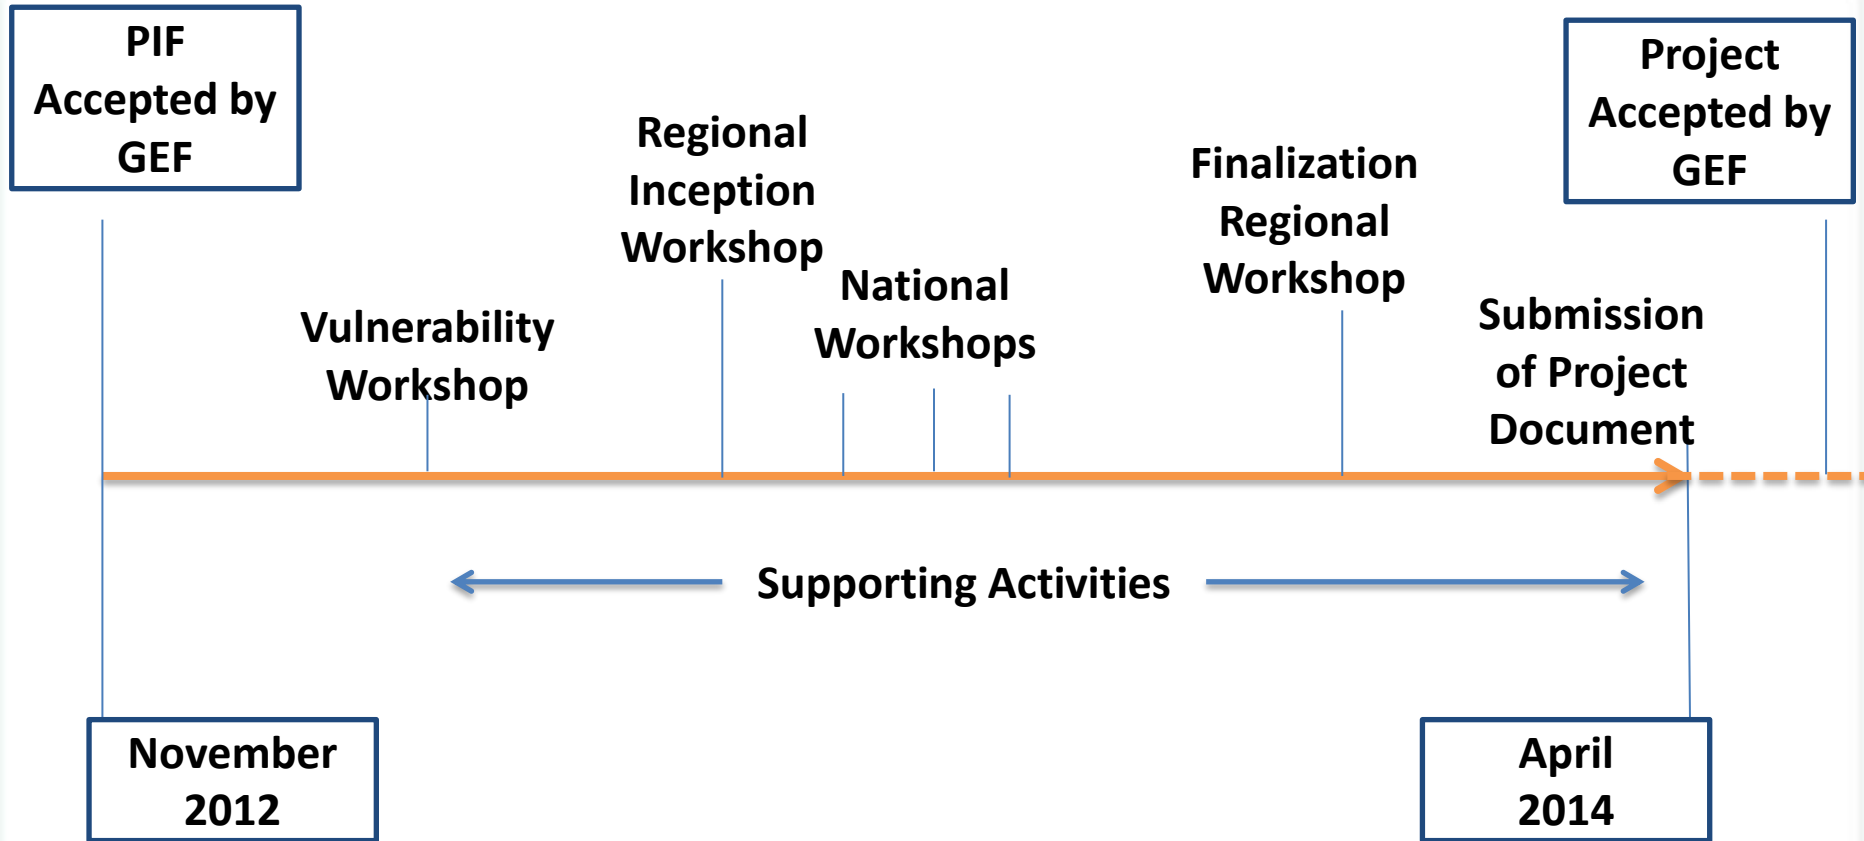 PIF
Accepted by
GEF
Project
Accepted by
GEF
Regional
Inception
Workshop
Finalization
Regional
Workshop
National
Workshops
Vulnerability
Workshop
Submission
of Project
Document
Supporting Activities
November
2012
April
2014